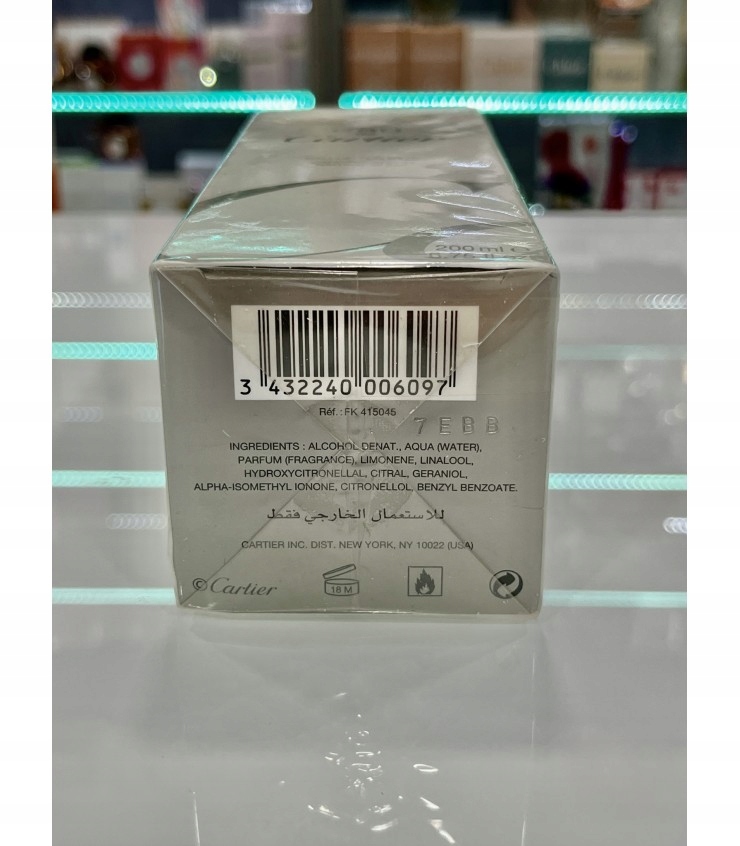 200 ml
3 432240 006097
Réf.:FK 415045
7EBB
INGREDIENTS : ALCOHOL DENAT., AQUA (WATER),
PARFUM (FRAGRANCE), LIMONENE, LINALOOL,
HYDROXYCITRONELLAL, CITRAL, GERANIOL,
ALPHA-ISOMETHYL IONONE, CITRONELLOL, BENZYL BENZOATE.
للاستعمال الخارجي فقط
CARTIER INC. DIST. NEW YORK, NY 10022 (USA)
©Cartier
18 M